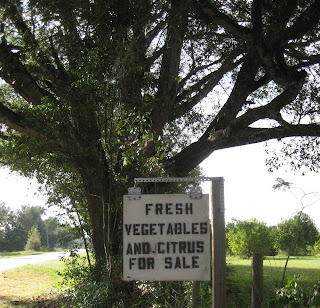 FRESH
VEGETABLES
AND CITRUS
FOR SALE